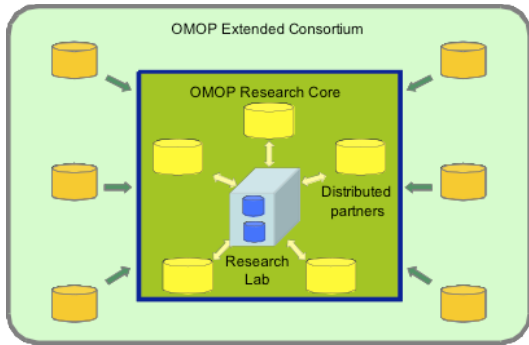 OMOP Extended Consortium
OMOP Research Core
Distributed
partners
Research
Lab